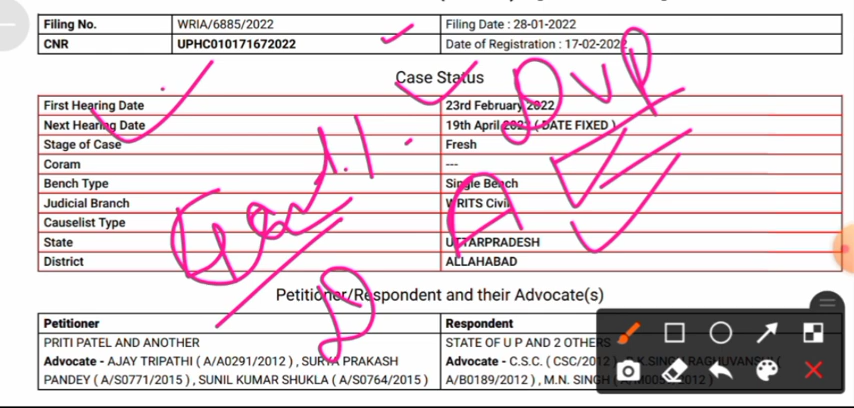 Filing No. WRIA/6885/2022 Filing Date : 28-01-2022
CNR UPHC010171672022 Date of Registration : 17-02-2022
Case Status
First Hearing Date 23rd February 2022
Next Hearing Date 19th April 2022 ( DATE FIXED )
Stage of Case Fresh
Coram ---
Bench Type Single Bench
Judicial Branch WRITS Civil
Causelist Type
State UTTARPRADESH
District ALLAHABAD
Petitioner/Respondent and their Advocate(s)
Petitioner Respondent
PRITI PATEL AND ANOTHER STATE OF U P AND 2 OTHERS
Advocate - AJAY TRIPATHI ( A/A0291/2012 ) , SURYA PRAKASH Advocate - C.S.C. ( CSC/2012 ) , R.K.SINGH RAGHUVANSHI (
PANDEY ( A/S0771/2015 ) , SUNIL KUMAR SHUKLA ( A/S0764/2015 ) A/B0189/2012 ) , M.N. SINGH